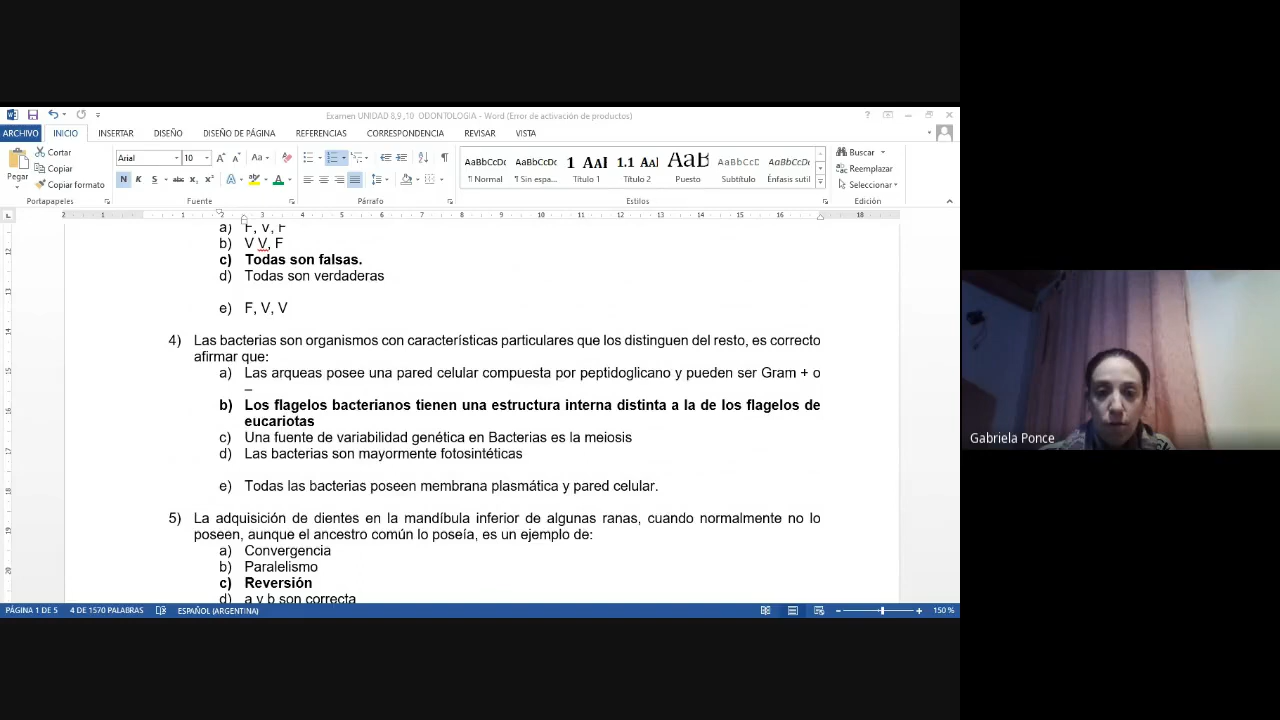 Examen UNIDAD 8,9 ,10 ODONTOLOGIA - Word (Error de activación de productos)
ARCHIVO INICIO INSERTAR DISEÑO DISEÑO DE PÁGINA REFERENCIAS CORRESPONDENCIA REVISAR VISTA
Pegar
Cortar
Copiar
Copiar formato
Portapapeles
Arial 10
Fuente
Párrafo
AaBbCcDc AaBbCcDc 1 AaI 1.1 AaI AaB AaBbCcD AaBbCcDc
¶ Normal ¶ Sin espa... Título 1 Título 2 Puesto Subtítulo Énfasis sutil
Estilos
Buscar
Reemplazar
Seleccionar
Edición
a) F, V, F
b) V V, F
c) Todas son falsas.
d) Todas son verdaderas
e) F, V, V
4) Las bacterias son organismos con características particulares que los distinguen del resto, es correcto
afirmar que:
a) Las arqueas posee una pared celular compuesta por peptidoglicano y pueden ser Gram + o
–
b) Los flagelos bacterianos tienen una estructura interna distinta a la de los flagelos de
eucariotas
c) Una fuente de variabilidad genética en Bacterias es la meiosis
d) Las bacterias son mayormente fotosintéticas
e) Todas las bacterias poseen membrana plasmática y pared celular.
5) La adquisición de dientes en la mandíbula inferior de algunas ranas, cuando normalmente no lo
poseen, aunque el ancestro común lo poseía, es un ejemplo de:
a) Convergencia
b) Paralelismo
c) Reversión
d) a y b son correcta
PÁGINA 1 DE 5 4 DE 1570 PALABRAS ESPAÑOL (ARGENTINA) 150 %
Gabriela Ponce